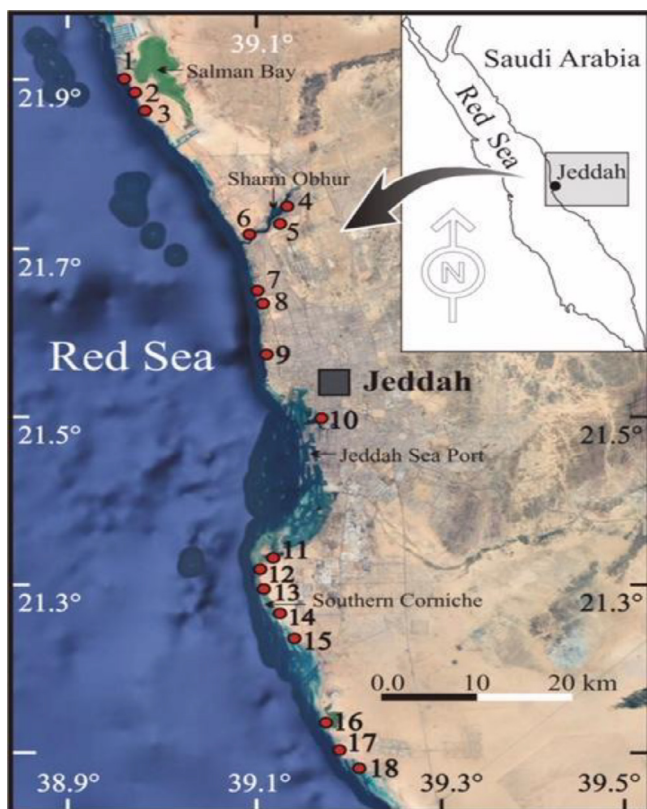 39.1°
Saudi Arabia
1
Salman Bay
21.9°
2
3
Red Sea
Jeddah
Sharm Obhur
4
6
5
N
21.7°
7
8
Red Sea
9
Jeddah
10
21.5°
21.5°
Jeddah Sea Port
11
12
21.3°
13
21.3°
Southern Corniche
14
15
0.0 10 20 km
16
17
18
38.9°
39.1°
39.3°
39.5°